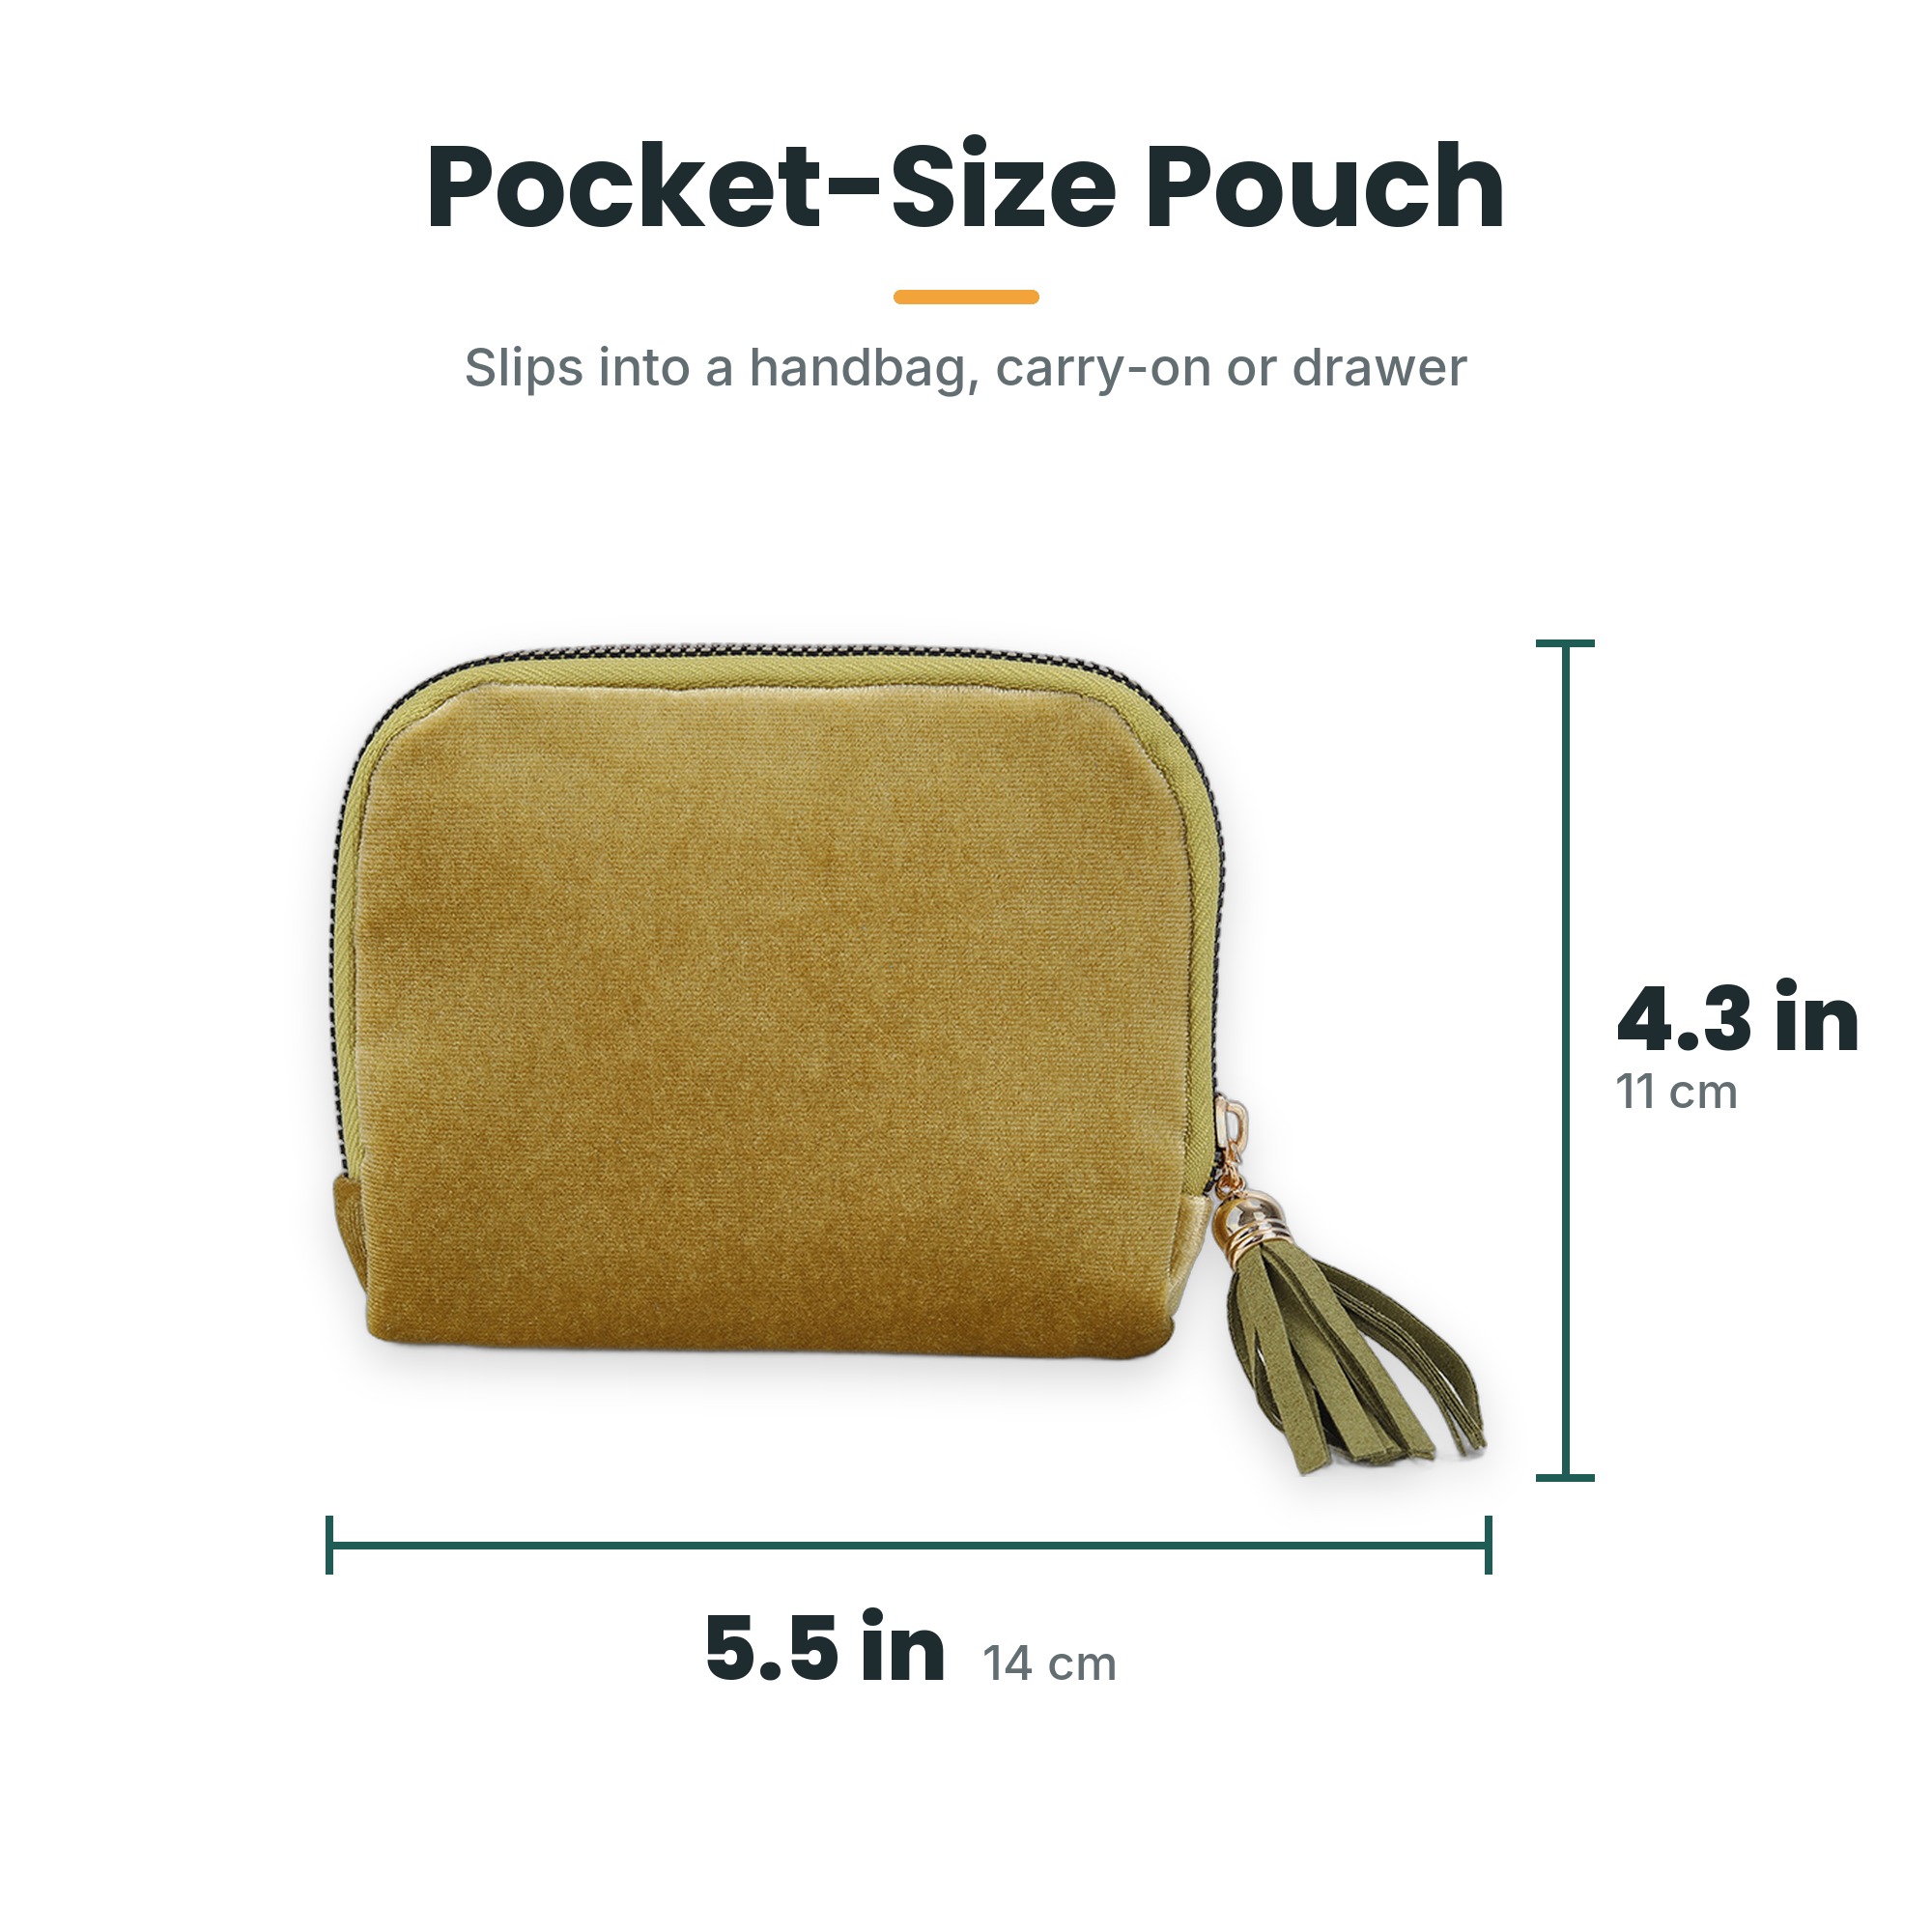 Pocket-Size Pouch
Slips into a handbag, carry-on or drawer
4.3 in
11 cm
5.5 in 14 cm